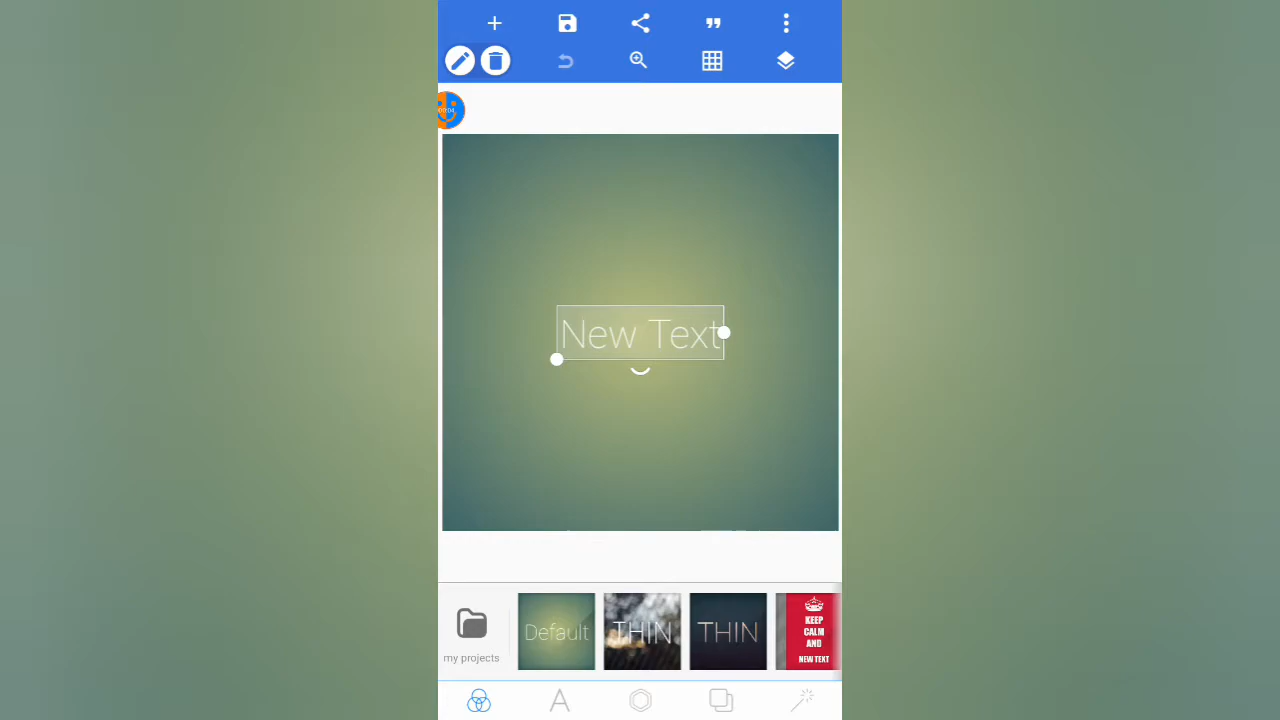 New Text
my projects
Default
THIN
THIN
KEEP
CALM
AND
NEW TEXT